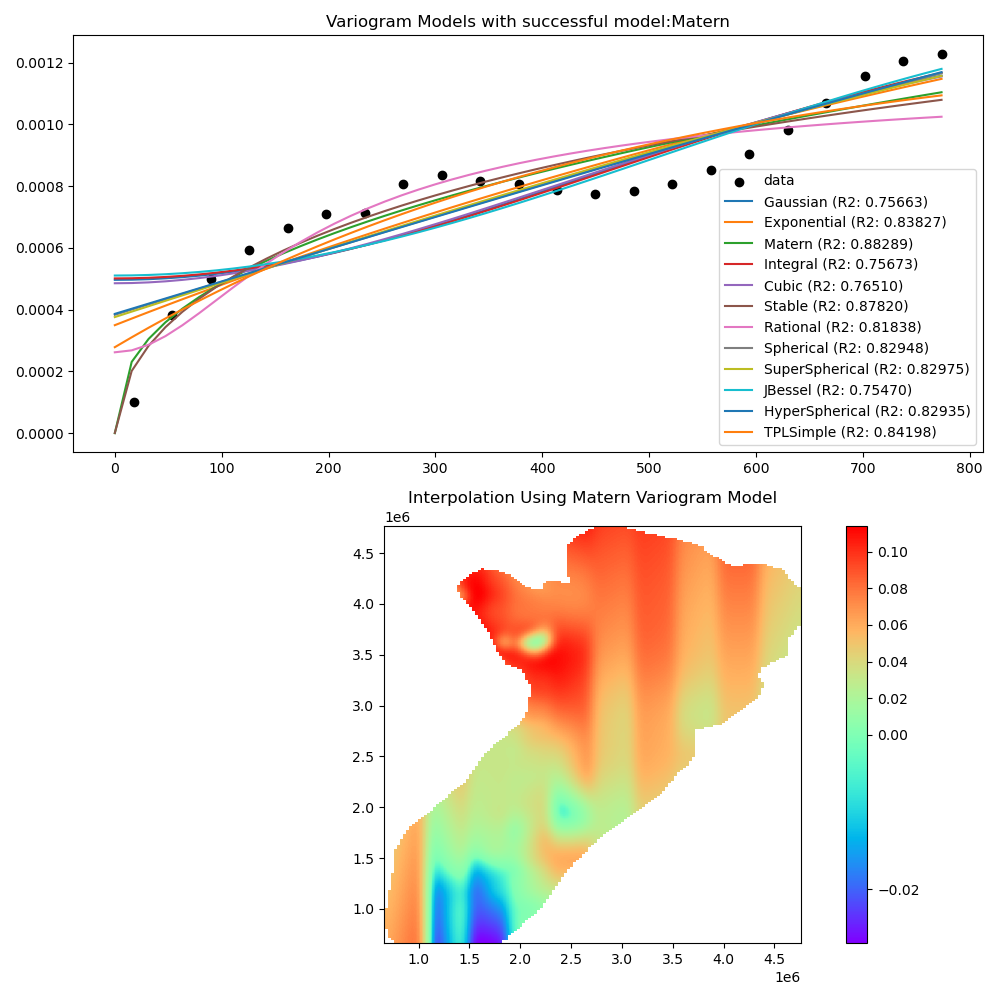 Variogram Models with successful model:Matern
0.0012
0.0010
0.0008
0.0006
0.0004
0.0002
0.0000
data
Gaussian (R2: 0.75663)
Exponential (R2: 0.83827)
Matern (R2: 0.88289)
Integral (R2: 0.75673)
Cubic (R2: 0.76510)
Stable (R2: 0.87820)
Rational (R2: 0.81838)
Spherical (R2: 0.82948)
SuperSpherical (R2: 0.82975)
JBessel (R2: 0.75470)
HyperSpherical (R2: 0.82935)
TPLSimple (R2: 0.84198)
0 100 200 300 400 500 600 700 800
Interpolation Using Matern Variogram Model
1e6
4.5
4.0
3.5
3.0
2.5
2.0
1.5
1.0
1.0 1.5 2.0 2.5 3.0 3.5 4.0 4.5
1e6
0.10
0.08
0.06
0.04
0.02
0.00
−0.02